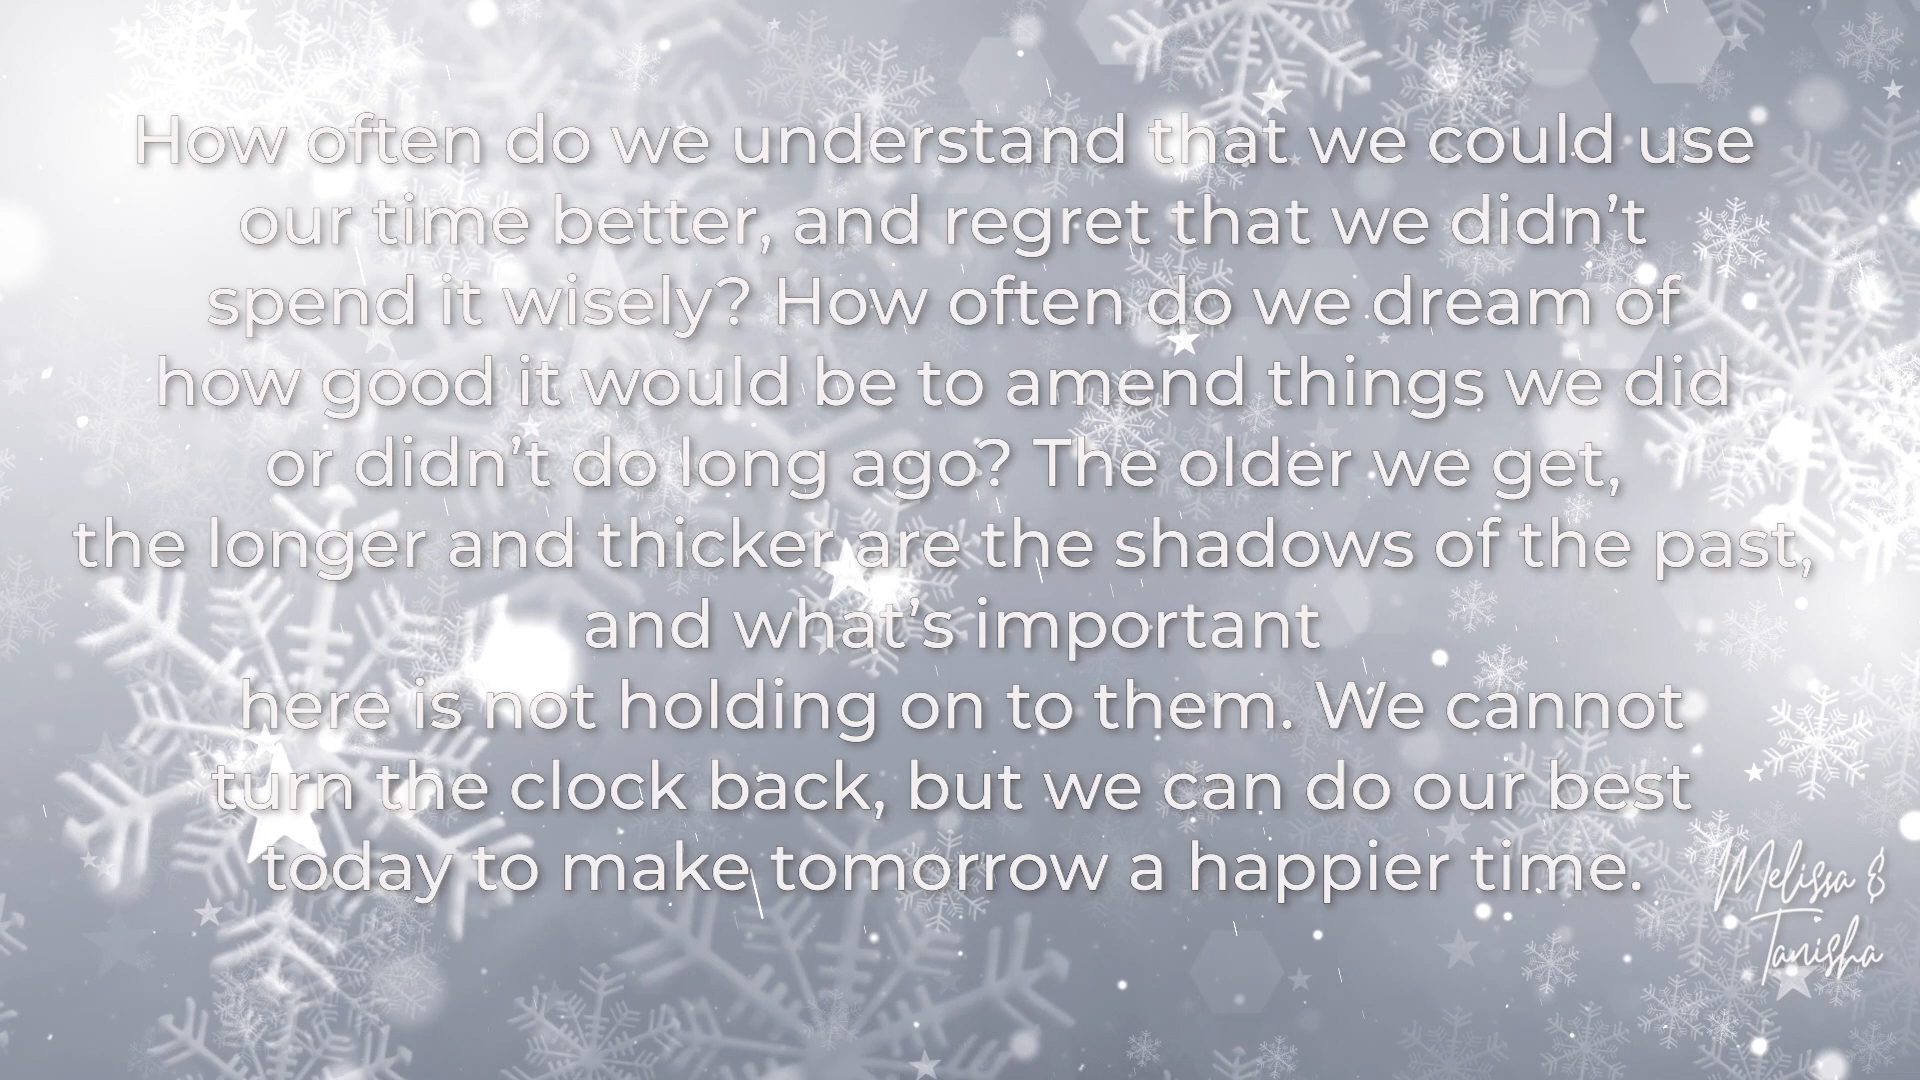 How often do we understand that we could use
our time better, and regret that we didn’t
spend it wisely? How often do we dream of
how good it would be to amend things we did
or didn’t do long ago? The older we get,
the longer and thicker are the shadows of the past,
and what’s important
here is not holding on to them. We cannot
turn the clock back, but we can do our best
today to make tomorrow a happier time.
Melissa &
Tanisha